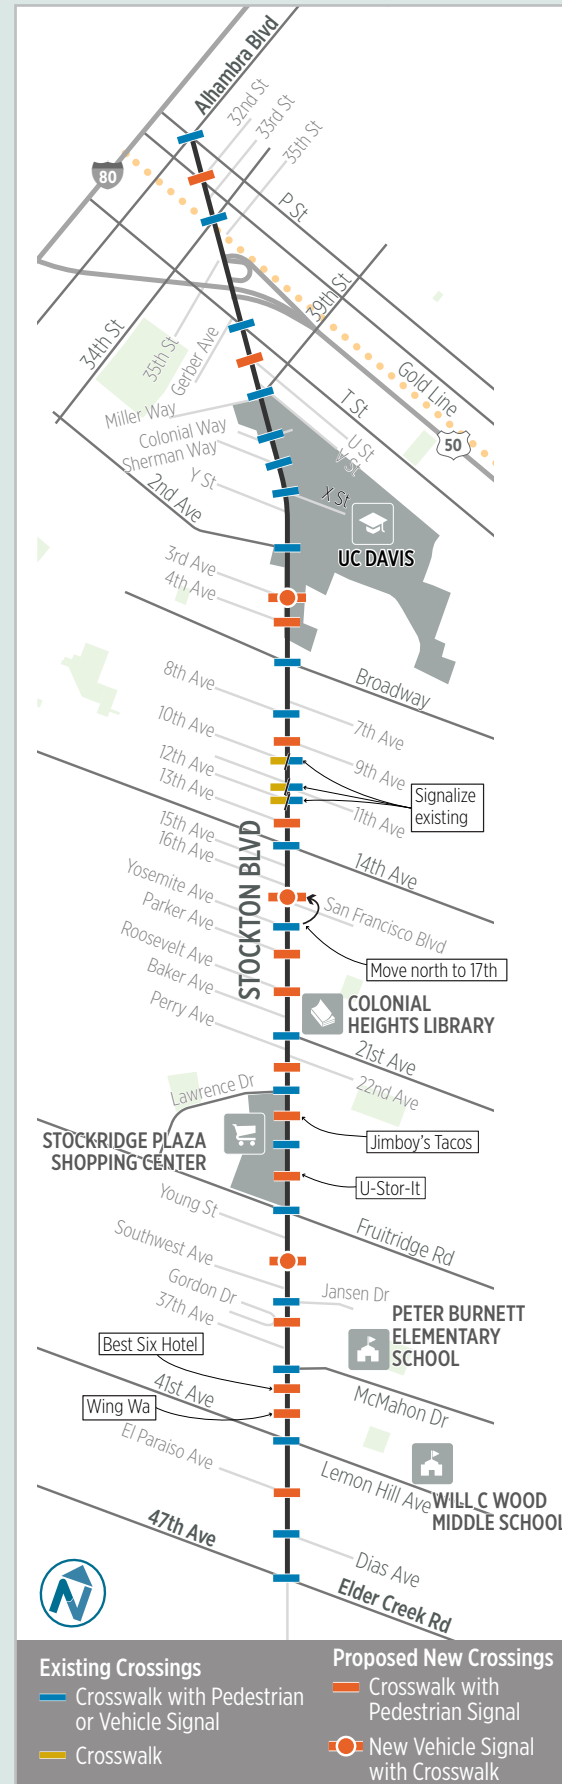 Alhambra Blvd
32nd St
33rd St
35th St
80
P St
39th St
34th St
35th St
Gerber Ave
Gold Line
T St
50
Miller Way
Colonial Way
Sherman Way
U St
V St
Y St
X St
2nd Ave
UC DAVIS
3rd Ave
4th Ave
Broadway
8th Ave
7th Ave
10th Ave
9th Ave
12th Ave
13th Ave
11th Ave
Signalize
existing
15th Ave
16th Ave
14th Ave
STOCKTON BLVD
Yosemite Ave
San Francisco Blvd
Parker Ave
Roosevelt Ave
Move north to 17th
Baker Ave
Perry Ave
COLONIAL
HEIGHTS LIBRARY
21st Ave
22nd Ave
Lawrence Dr
STOCKRIDGE PLAZA
SHOPPING CENTER
Jimboy's Tacos
U-Stor-It
Young St
Fruitridge Rd
Southwest Ave
Gordon Dr
Jansen Dr
37th Ave
PETER BURNETT
ELEMENTARY
SCHOOL
Best Six Hotel
41st Ave
McMahon Dr
Wing Wa
El Paraiso Ave
Lemon Hill Ave
WILL C WOOD
MIDDLE SCHOOL
47th Ave
Dias Ave
Elder Creek Rd
N
Existing Crossings
Crosswalk with Pedestrian
or Vehicle Signal
Crosswalk
Proposed New Crossings
Crosswalk with
Pedestrian Signal
New Vehicle Signal
with Crosswalk